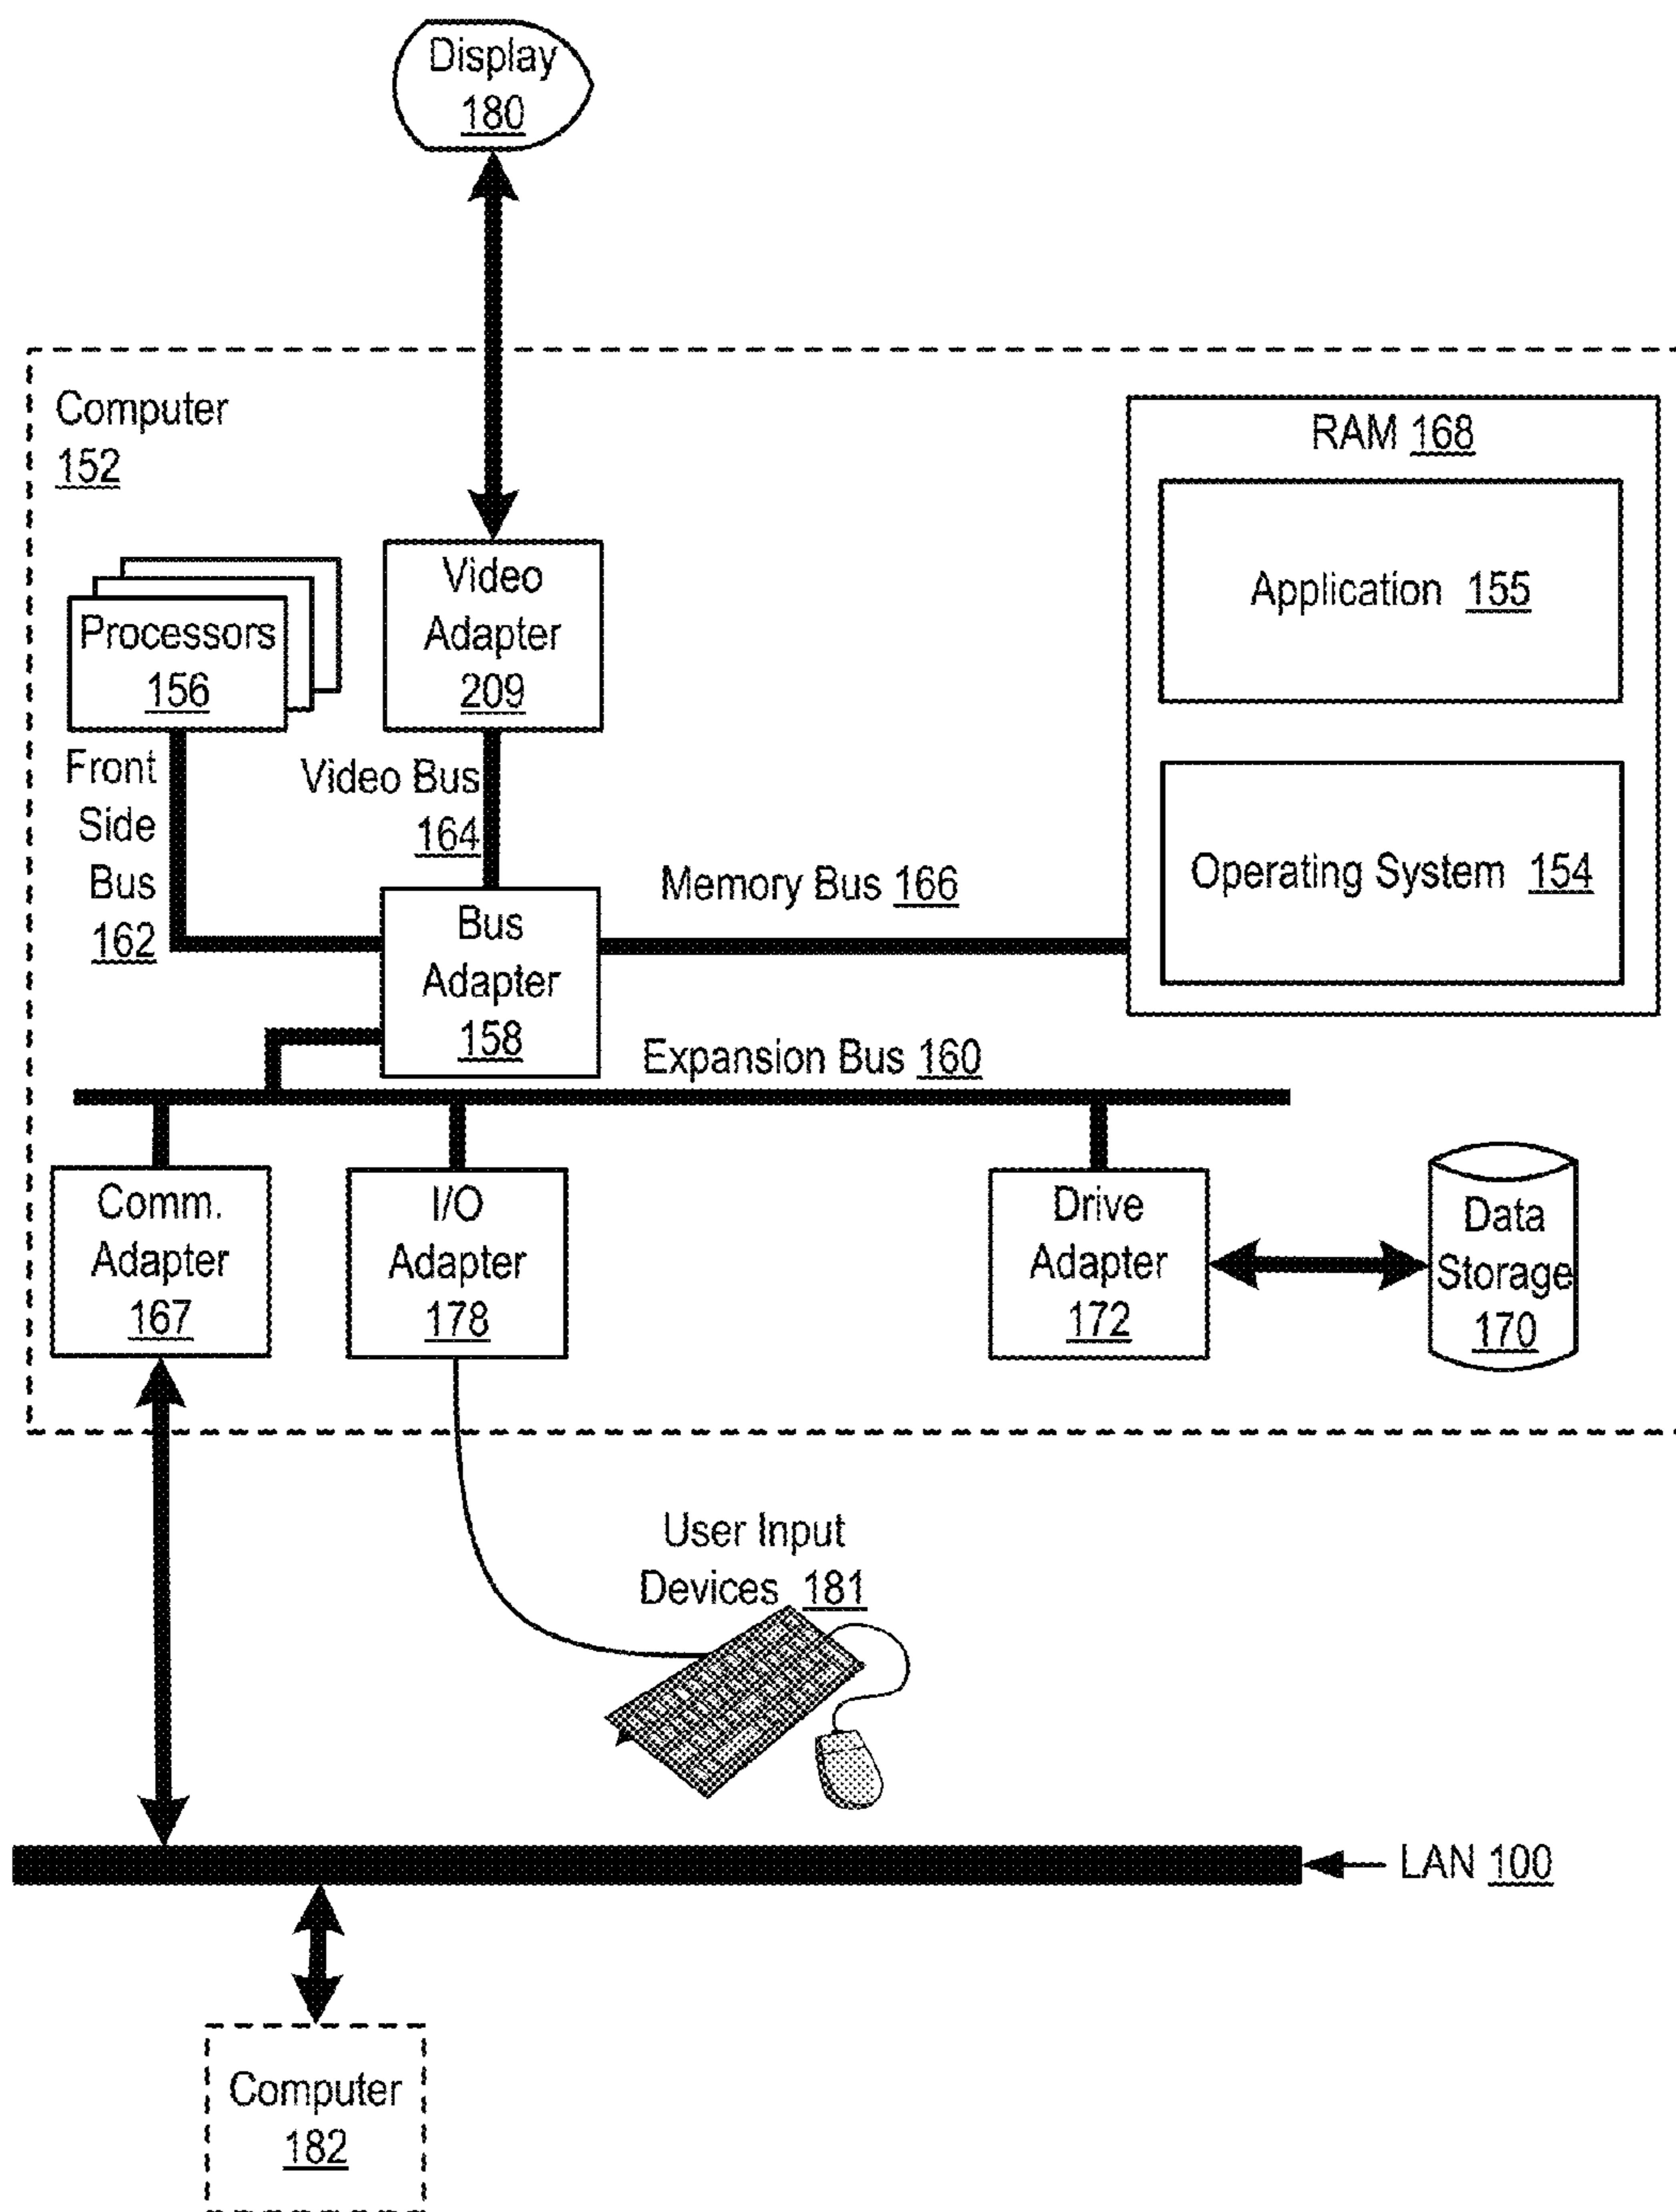 Display
180
Computer
152
RAM 168
Application 155
Operating System 154
Processors
156
Video
Adapter
209
Front
Side
Bus
162
Video Bus
164
Memory Bus 166
Bus
Adapter
158
Expansion Bus 160
Comm.
Adapter
167
I/O
Adapter
178
Drive
Adapter
172
Data
Storage
170
User Input
Devices 181
LAN 100
Computer
182